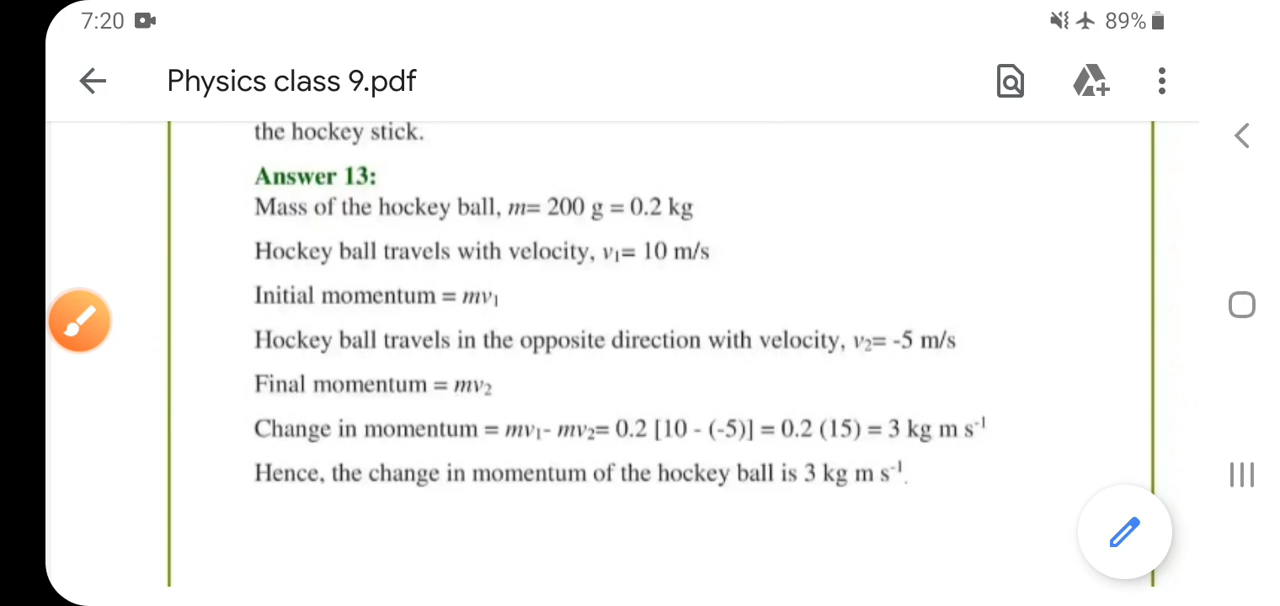 7:20
89%
Physics class 9.pdf
the hockey stick.
Answer 13:
Mass of the hockey ball, m= 200 g = 0.2 kg
Hockey ball travels with velocity, v₁= 10 m/s
Initial momentum = mv₁
Hockey ball travels in the opposite direction with velocity, v₂= -5 m/s
Final momentum = mv₂
Change in momentum = mv₁- mv₂= 0.2 [10 - (-5)] = 0.2 (15) = 3 kg m s⁻¹
Hence, the change in momentum of the hockey ball is 3 kg m s⁻¹.